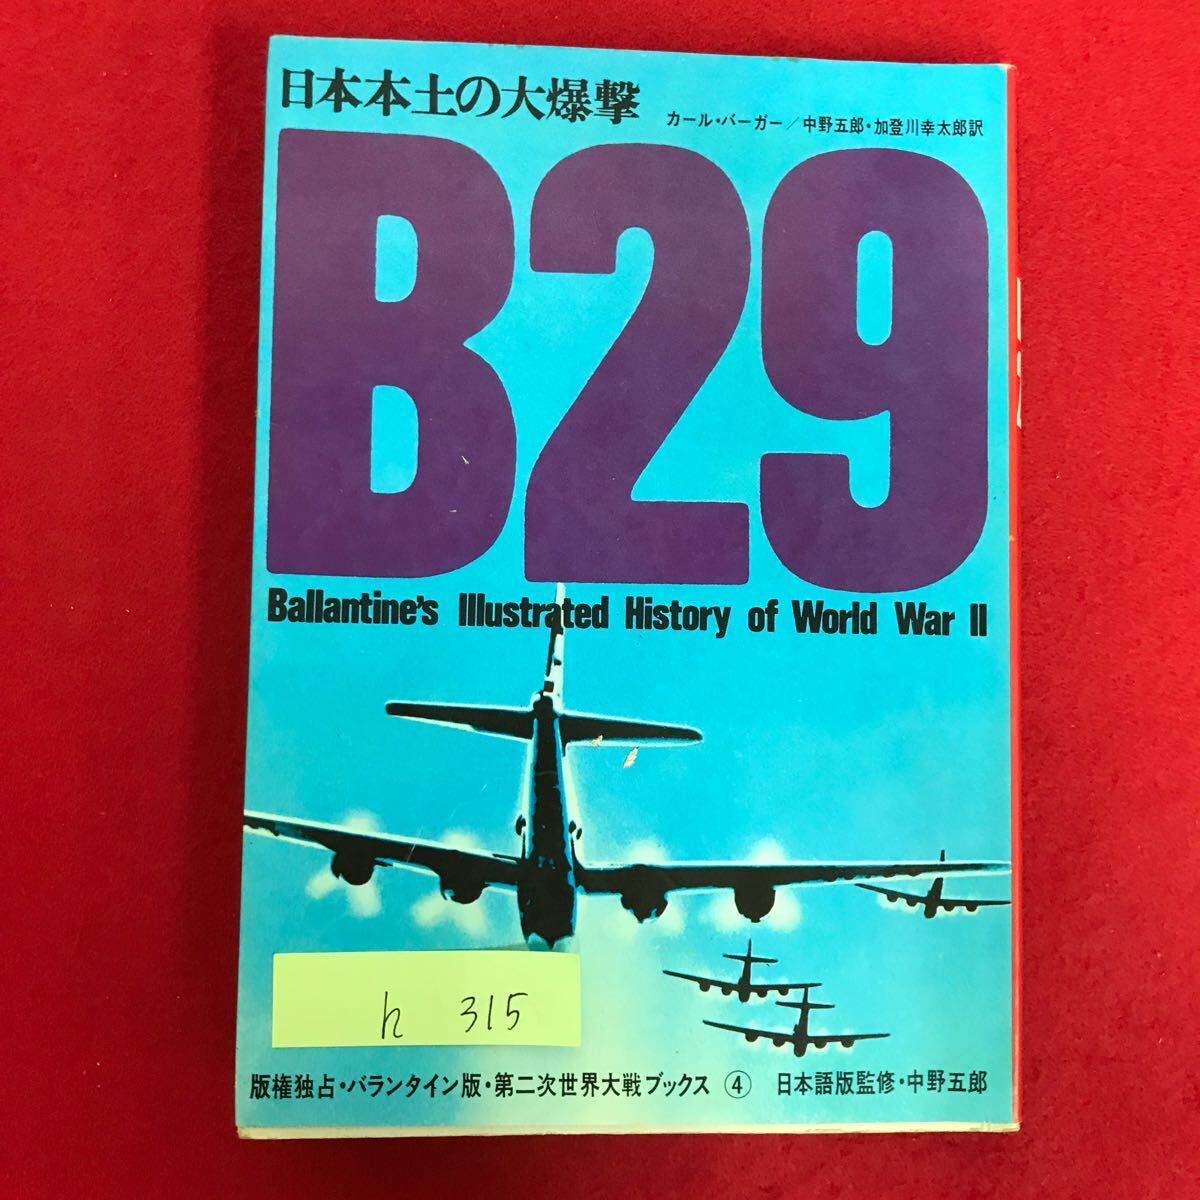 日本本土の大爆撃
カール・バーガー／中野五郎・加登川幸太郎訳
B29
Ballantine's Illustrated History of World War II
h 315
版権独占・バランタイン版・第二次世界大戦ブックス ④ 日本語版監修・中野五郎